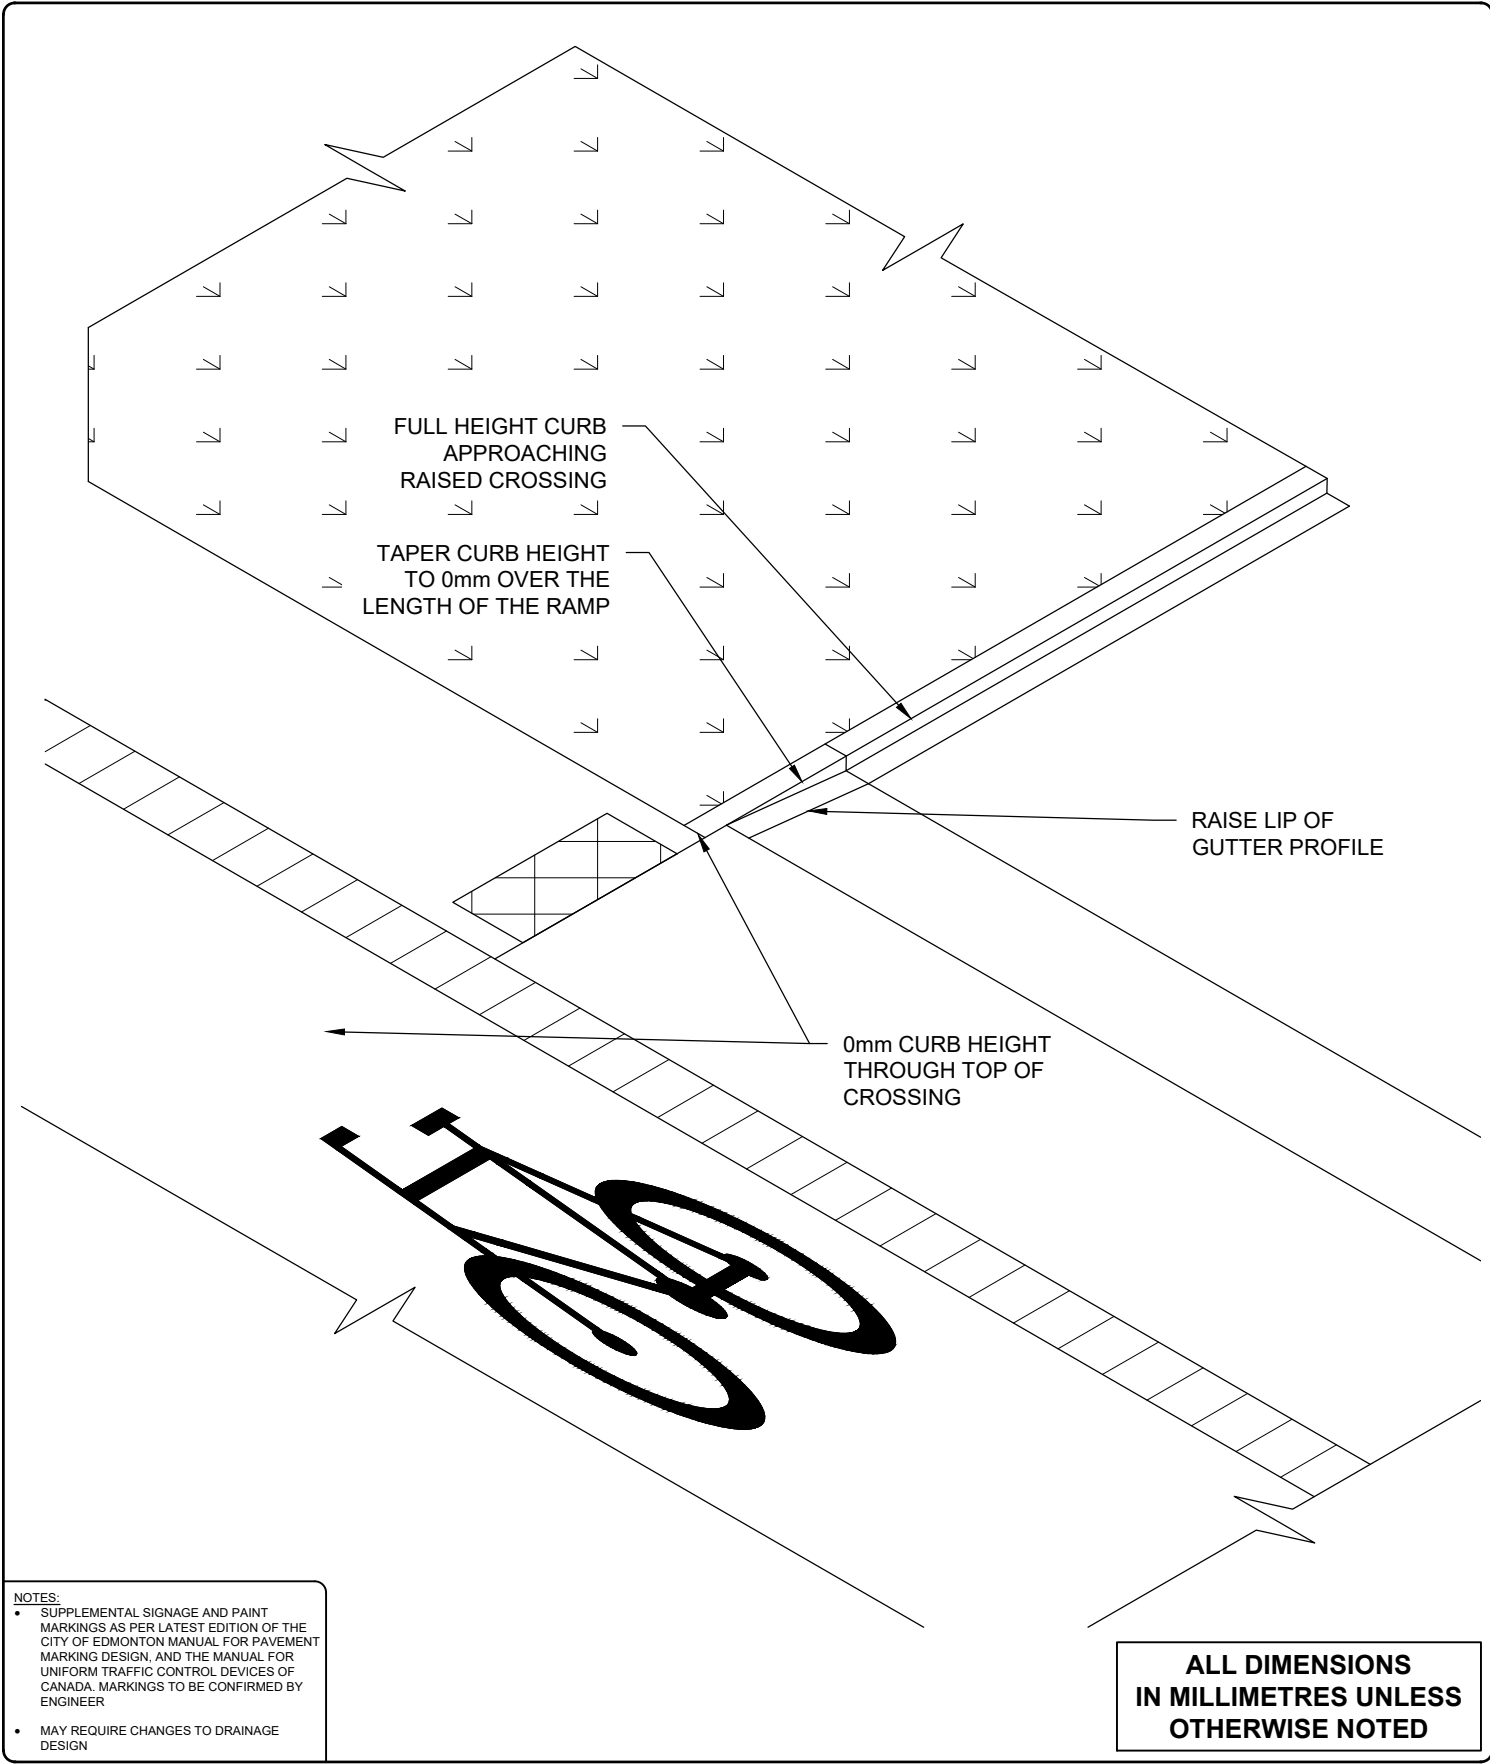 FULL HEIGHT CURB
APPROACHING
RAISED CROSSING
TAPER CURB HEIGHT
TO 0mm OVER THE
LENGTH OF THE RAMP
RAISE LIP OF
GUTTER PROFILE
0mm CURB HEIGHT
THROUGH TOP OF
CROSSING
NOTES:
• SUPPLEMENTAL SIGNAGE AND PAINT
MARKINGS AS PER LATEST EDITION OF THE
CITY OF EDMONTON MANUAL FOR PAVEMENT
MARKING DESIGN, AND THE MANUAL FOR
UNIFORM TRAFFIC CONTROL DEVICES OF
CANADA. MARKINGS TO BE CONFIRMED BY
ENGINEER
• MAY REQUIRE CHANGES TO DRAINAGE
DESIGN
ALL DIMENSIONS
IN MILLIMETRES UNLESS
OTHERWISE NOTED